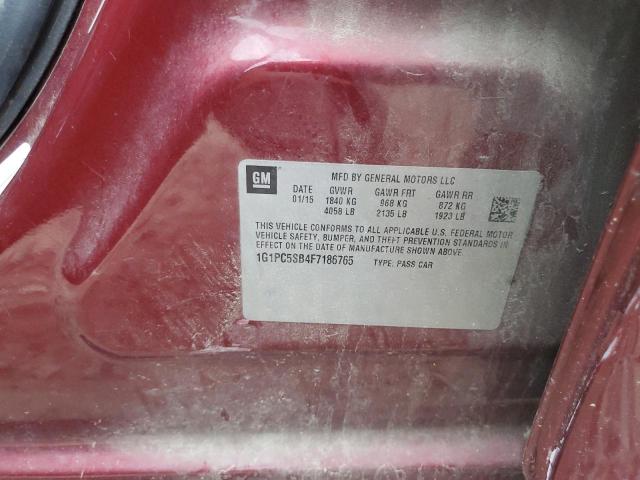 GM
MFD BY GENERAL MOTORS LLC
DATE GVWR GAWR FRT GAWR RR
01/15 1840 KG 968 KG 872 KG
4058 LB 2135 LB 1923 LB
THIS VEHICLE CONFORMS TO ALL APPLICABLE U.S. FEDERAL MOTOR
VEHICLE SAFETY, BUMPER, AND THEFT PREVENTION STANDARDS IN
EFFECT ON THE DATE OF MANUFACTURE SHOWN ABOVE.
1G1PC5SB4F7186765 TYPE: PASS CAR